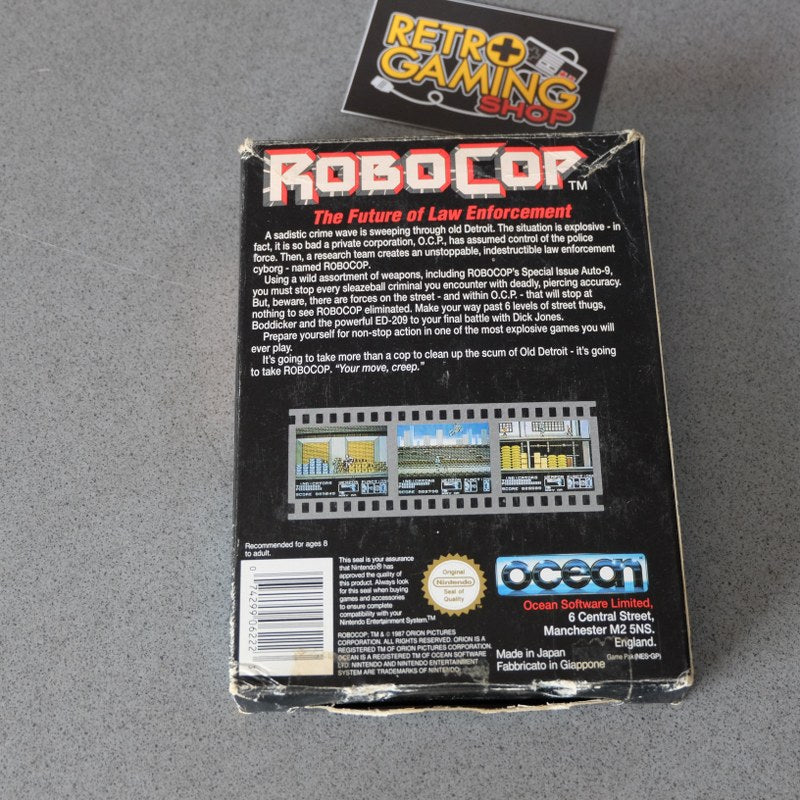 RETRO
GAMING
SHOP
ROBOCOP™
The Future of Law Enforcement
A sadistic crime wave is sweeping through old Detroit. The situation is explosive - in
fact, it is so bad a private corporation, O.C.P., has assumed control of the police
force. Then, a research team creates an unstoppable, indestructible law enforcement
cyborg - named ROBOCOP.
Using a wild assortment of weapons, including ROBOCOP's Special Issue Auto-9,
you must stop every sleazeball criminal you encounter with deadly, piercing accuracy.
But, beware, there are forces on the street - and within O.C.P. - that will stop at
nothing to see ROBOCOP eliminated. Make your way past 6 levels of street thugs,
Boddicker and the powerful ED-209 to your final battle with Dick Jones.
Prepare yourself for non-stop action in one of the most explosive games you will
ever play.
It's going to take more than a cop to clean up the scum of Old Detroit - it's going
to take ROBOCOP. "Your move, creep."
Recommended for ages 8
to adult.
This seal is your assurance
that Nintendo® has
approved the quality of
this product. Always look
for this seal when buying
games and accessories
to ensure complete
compatibility with your
Nintendo Entertainment System.™
Original
Nintendo
Seal of
Quality
ocean
Ocean Software Limited,
6 Central Street,
Manchester M2 5NS.
England.
Made in Japan
Fabbricato in Giappone
Game Pak (NES-GP)
ROBOCOP: TM & © 1987 ORION PICTURES
CORPORATION. ALL RIGHTS RESERVED. ORION IS A
REGISTERED TM OF ORION PICTURES CORPORATION.
OCEAN IS A REGISTERED TM OF OCEAN SOFTWARE
LTD. NINTENDO AND NINTENDO ENTERTAINMENT
SYSTEM ARE TRADEMARKS OF NINTENDO.